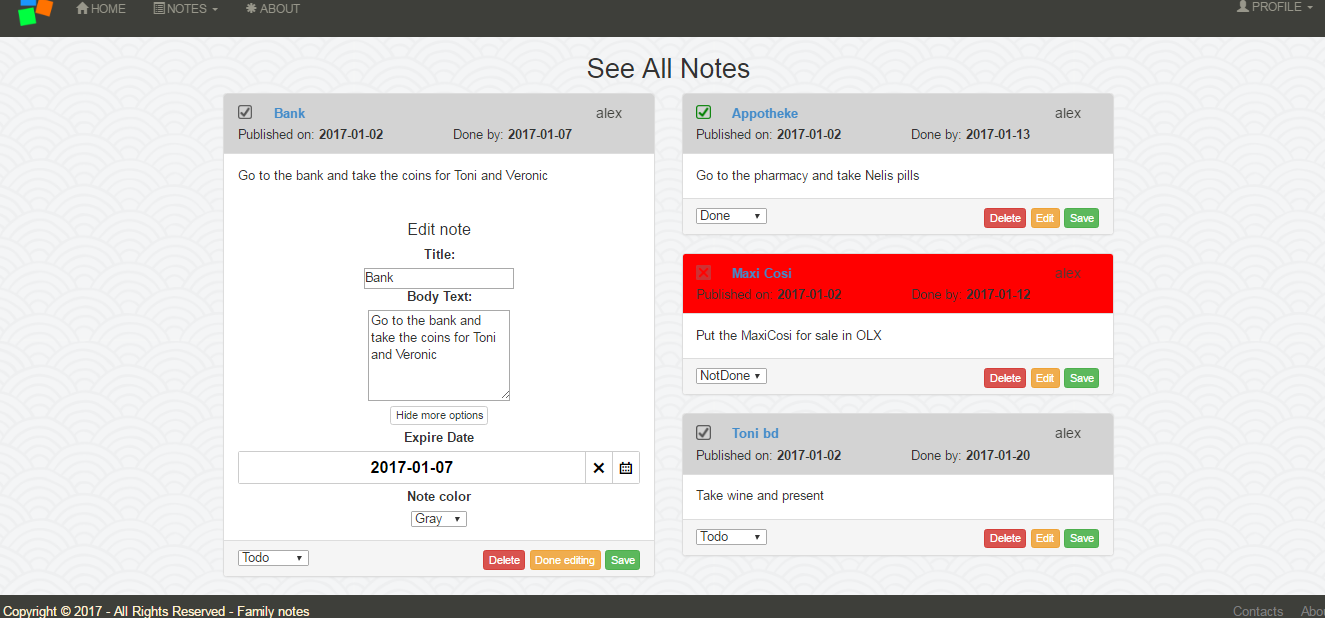 HOME NOTES ABOUT PROFILE
See All Notes
Bank alex
Published on: 2017-01-02 Done by: 2017-01-07
Go to the bank and take the coins for Toni and Veronic
Edit note
Title:
Bank
Body Text:
Go to the bank and
take the coins for Toni
and Veronic
Hide more options
Expire Date
2017-01-07
Note color
Gray
Todo Delete Done editing Save
Appotheke alex
Published on: 2017-01-02 Done by: 2017-01-13
Go to the pharmacy and take Nelis pills
Done Delete Edit Save
Maxi Cosi alex
Published on: 2017-01-02 Done by: 2017-01-12
Put the MaxiCosi for sale in OLX
NotDone Delete Edit Save
Toni bd alex
Published on: 2017-01-02 Done by: 2017-01-20
Take wine and present
Todo Delete Edit Save
Copyright © 2017 - All Rights Reserved - Family notes Contacts Abou